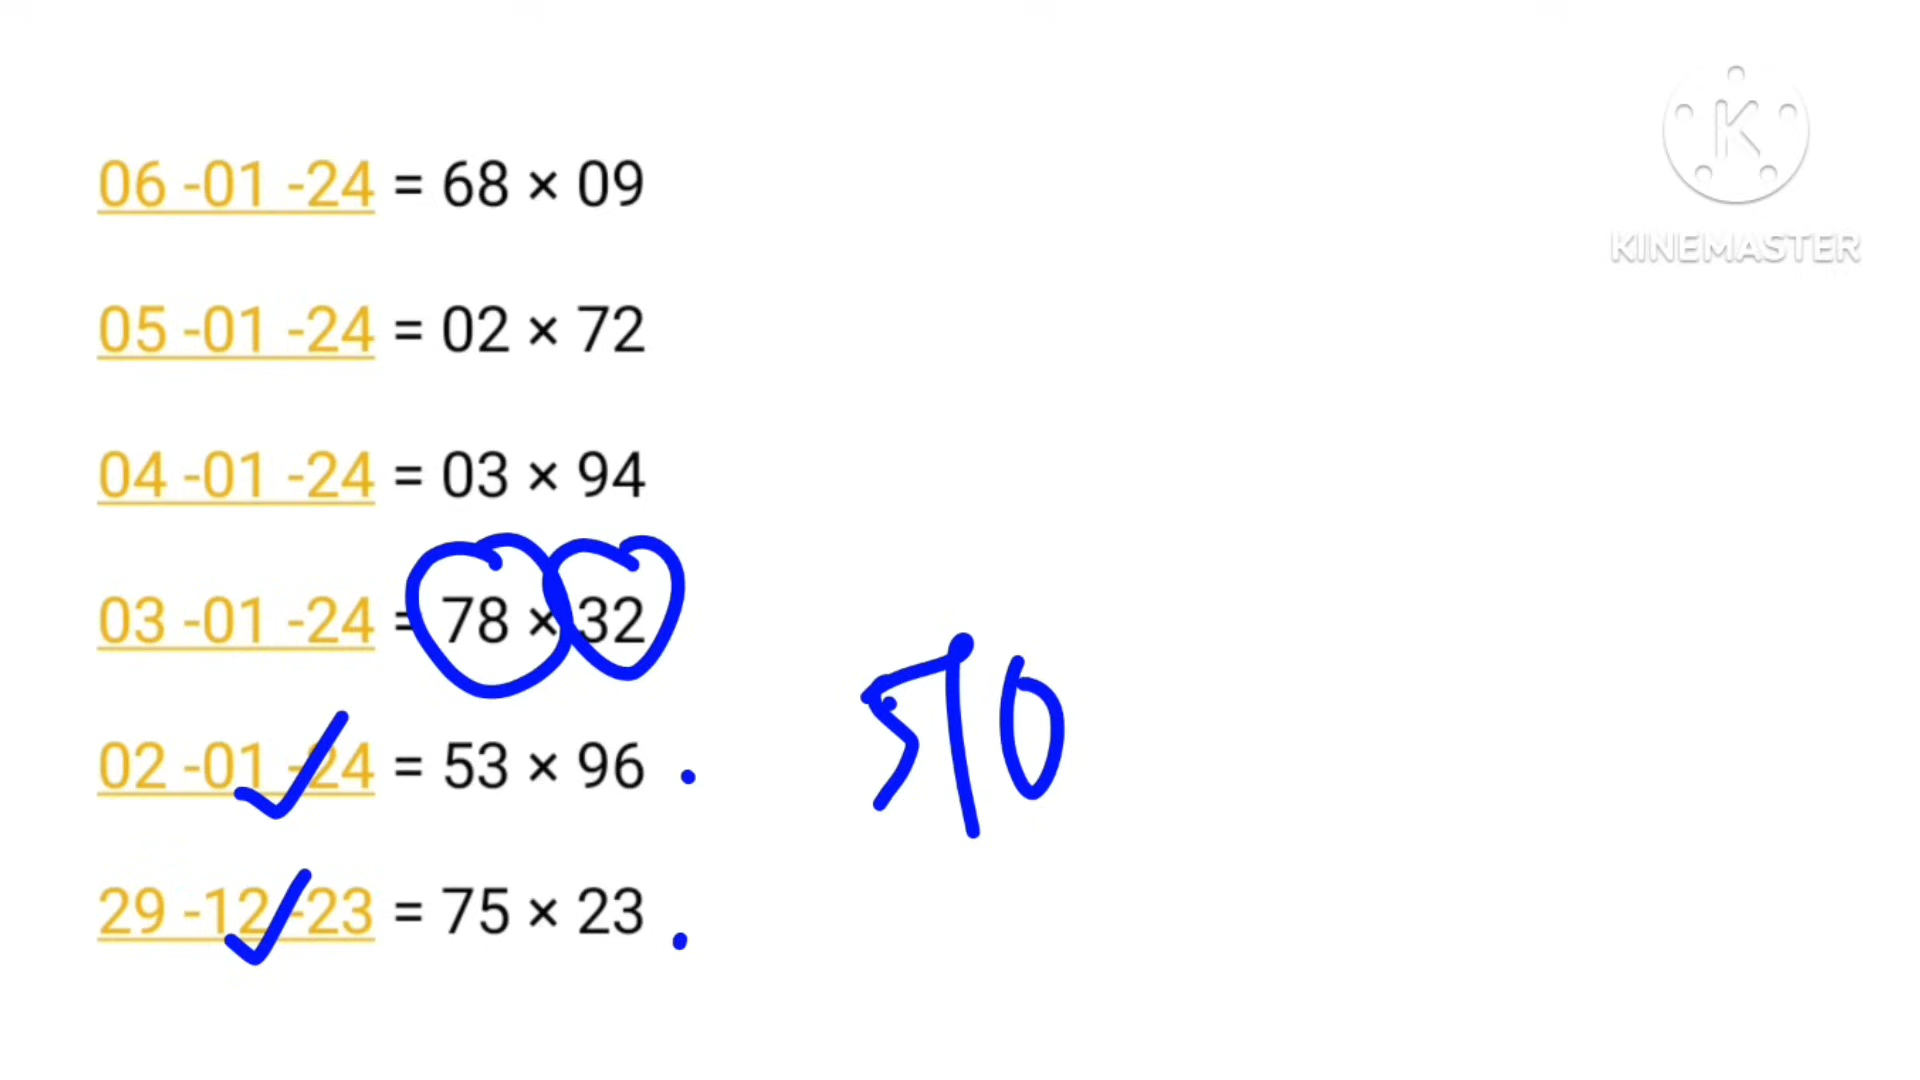 06 -01 -24 = 68 × 09
KINEMASTER
05 -01 -24 = 02 × 72
04 -01 -24 = 03 × 94
03 -01 -24 = 78 × 32
02 -01 -24 = 53 × 96
29 -12 -23 = 75 × 23